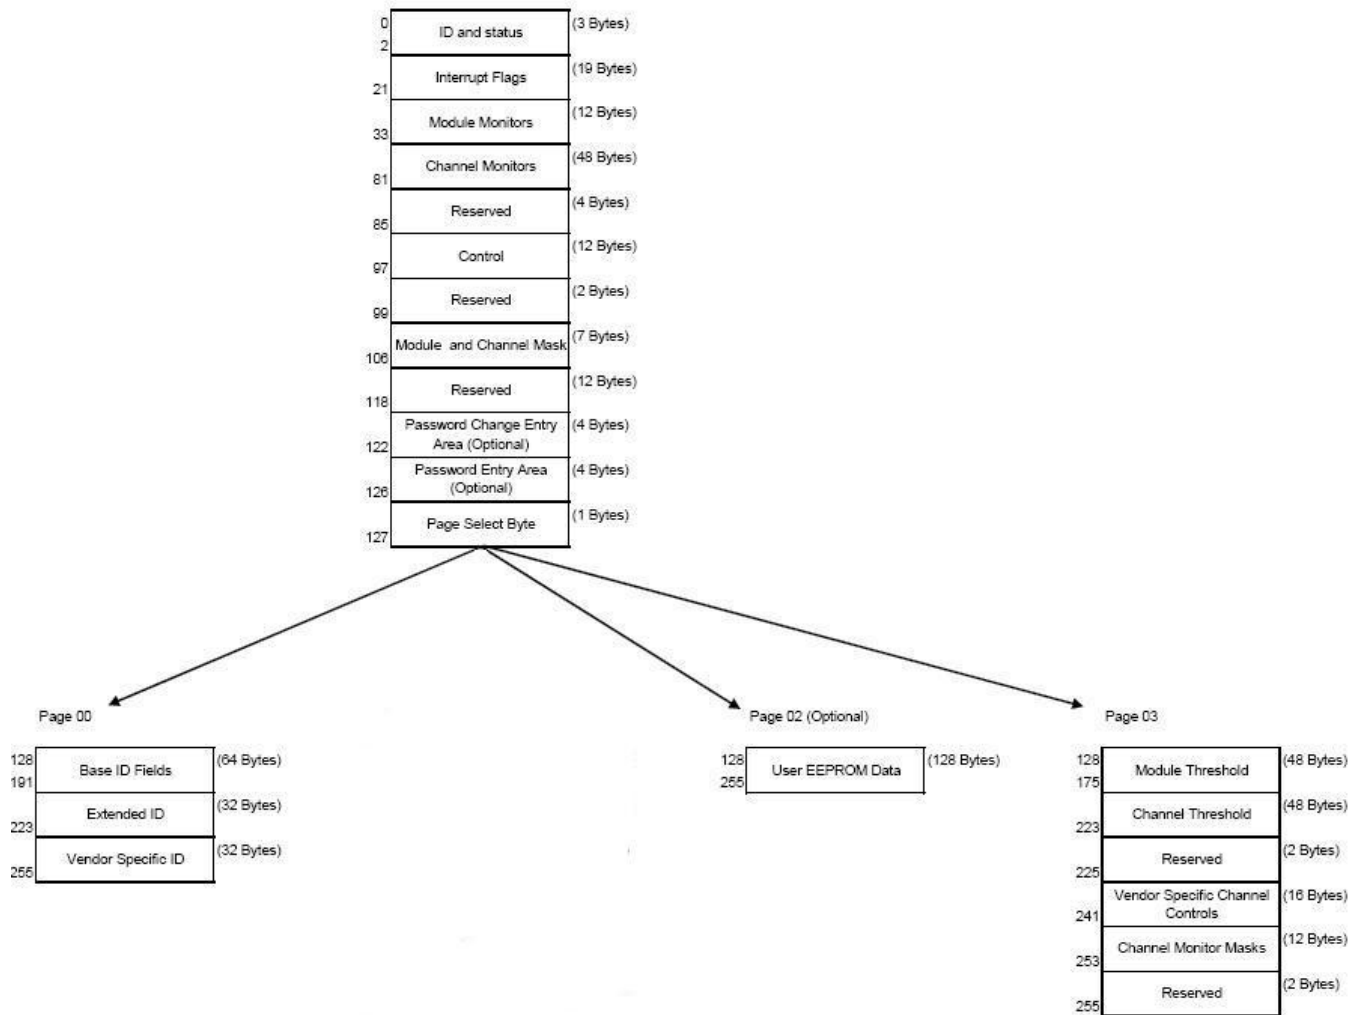 0 ID and status (3 Bytes)
2
Interrupt Flags (19 Bytes)
21
Module Monitors (12 Bytes)
33
Channel Monitors (48 Bytes)
81
Reserved (4 Bytes)
85
Control (12 Bytes)
97
Reserved (2 Bytes)
99
Module and Channel Mask (7 Bytes)
106
Reserved (12 Bytes)
118
Password Change Entry (4 Bytes)
122 Area (Optional)
Password Entry Area (4 Bytes)
126 (Optional)
Page Select Byte (1 Bytes)
127
Page 00
128 Base ID Fields (64 Bytes)
191
Extended ID (32 Bytes)
223
Vendor Specific ID (32 Bytes)
255
Page 02 (Optional)
128 User EEPROM Data (128 Bytes)
255
Page 03
128 Module Threshold (48 Bytes)
175
Channel Threshold (48 Bytes)
223
Reserved (2 Bytes)
225
Vendor Specific Channel (16 Bytes)
241 Controls
Channel Monitor Masks (12 Bytes)
253
Reserved (2 Bytes)
255